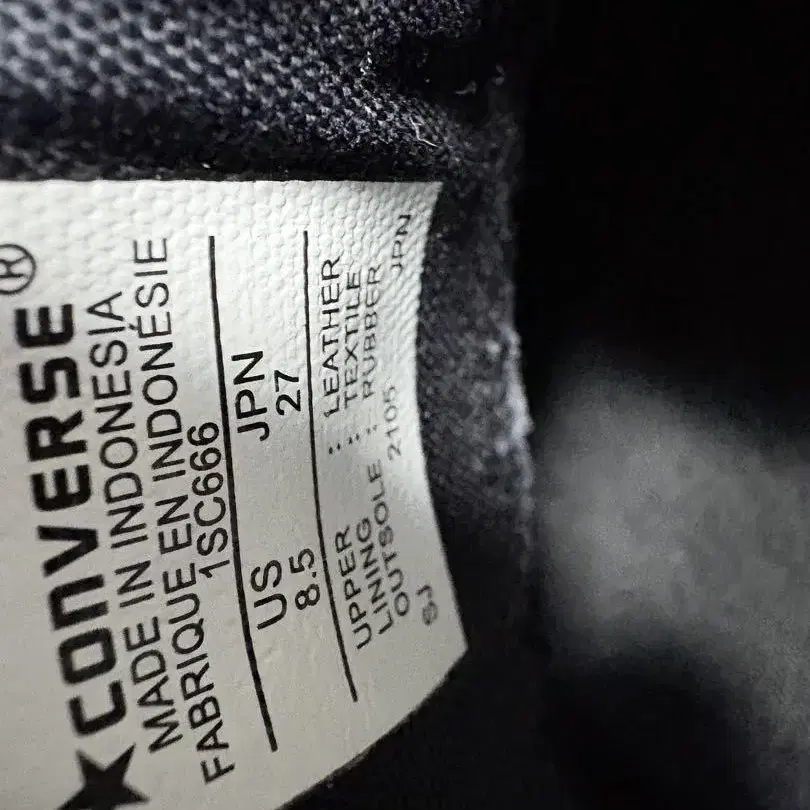 CONVERSE®
MADE IN INDONESIA
FABRIQUE EN INDONÉSIE
1SC666
US JPN
8.5 27
UPPER : LEATHER
LINING : TEXTILE
OUTSOLE : RUBBER
SJ 2105 JPN